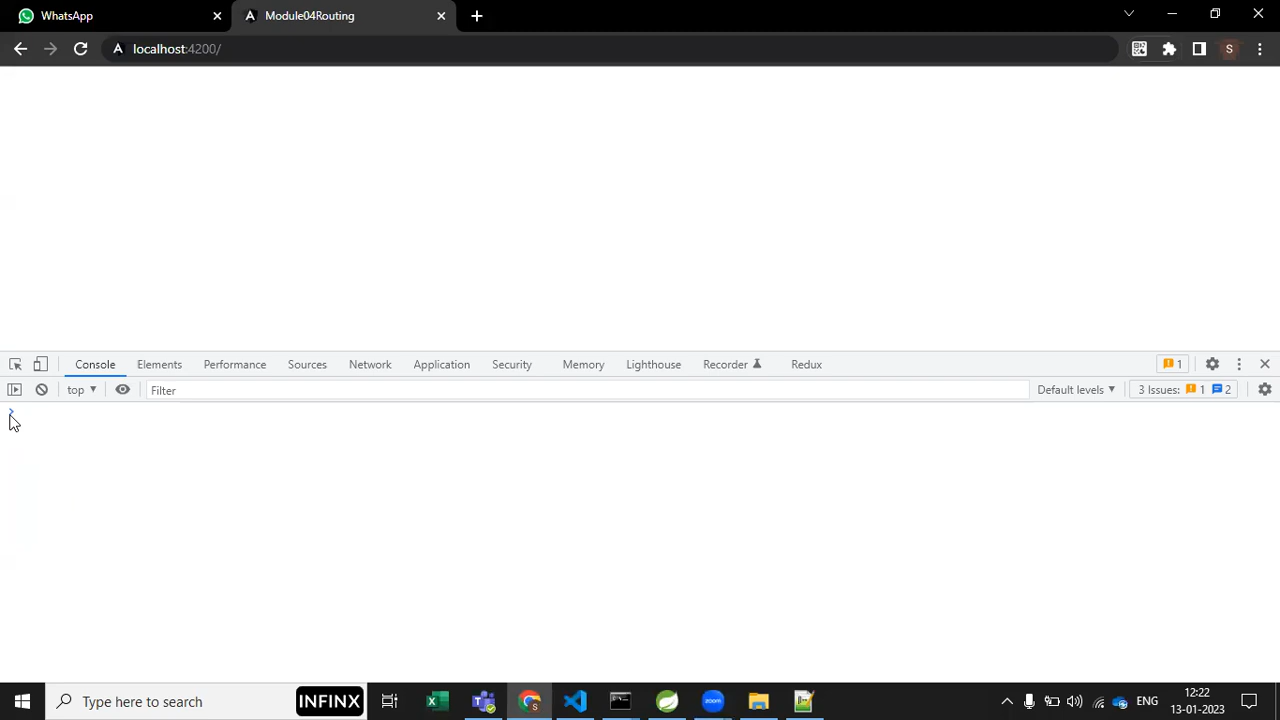 WhatsApp
Module04Routing
localhost:4200/
S
Console Elements Performance Sources Network Application Security Memory Lighthouse Recorder Redux 1
top Filter Default levels 3 Issues: 1 2
Type here to search INFINX zoom ENG 12:22
13-01-2023